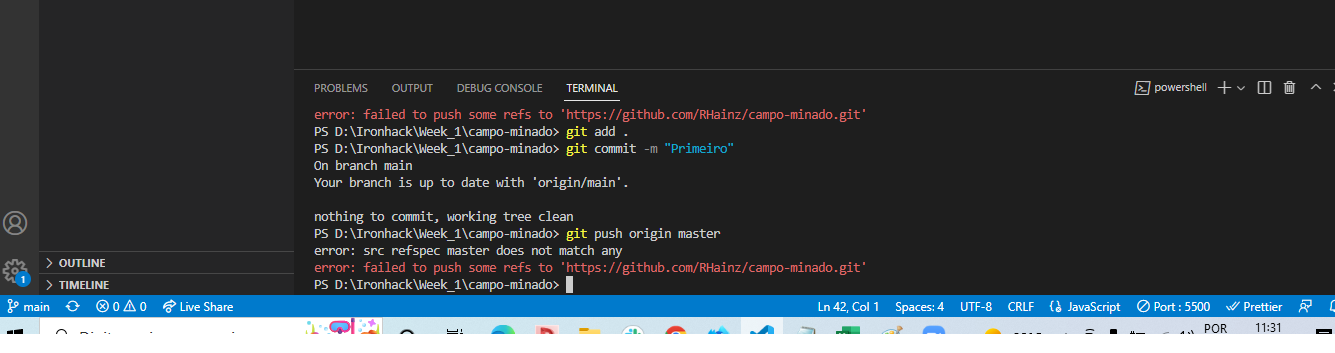 PROBLEMS OUTPUT DEBUG CONSOLE TERMINAL powershell
error: failed to push some refs to 'https://github.com/RHainz/campo-minado.git'
PS D:\Ironhack\Week_1\campo-minado> git add .
PS D:\Ironhack\Week_1\campo-minado> git commit -m "Primeiro"
On branch main
Your branch is up to date with 'origin/main'.
nothing to commit, working tree clean
PS D:\Ironhack\Week_1\campo-minado> git push origin master
error: src refspec master does not match any
error: failed to push some refs to 'https://github.com/RHainz/campo-minado.git'
PS D:\Ironhack\Week_1\campo-minado>
1
OUTLINE
TIMELINE
main 0 0 Live Share Ln 42, Col 1 Spaces: 4 UTF-8 CRLF JavaScript Port : 5500 Prettier
POR 11:31